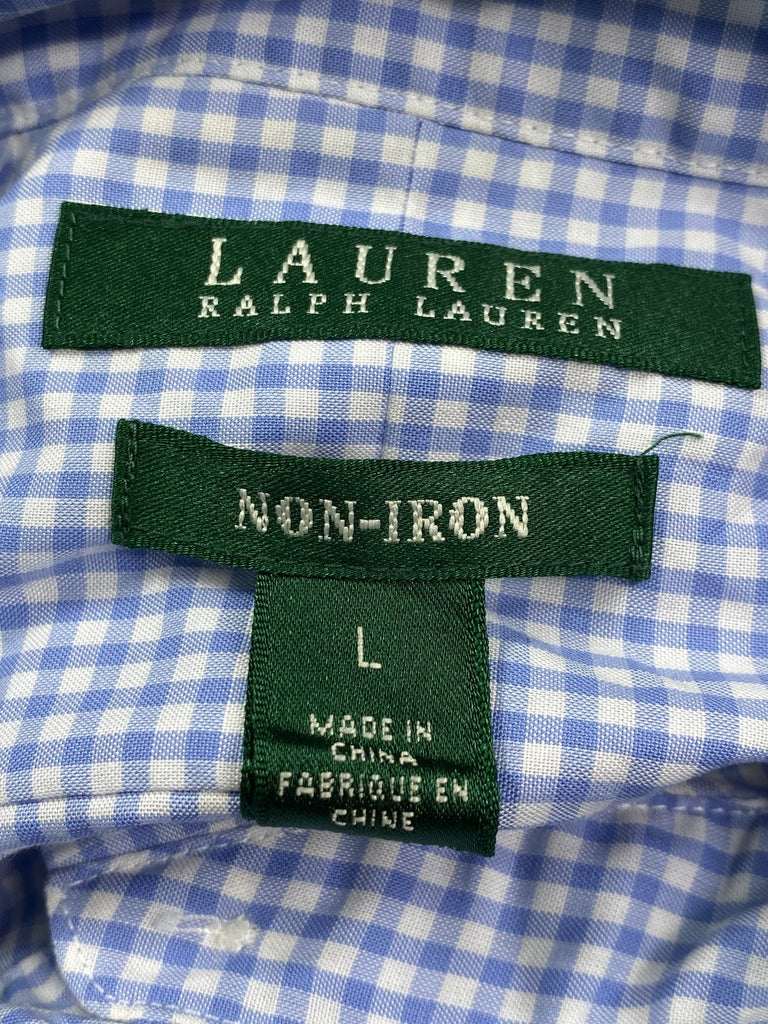 LAUREN
RALPH LAUREN
NON-IRON
L
MADE IN
CHINA
FABRIQUE EN
CHINE